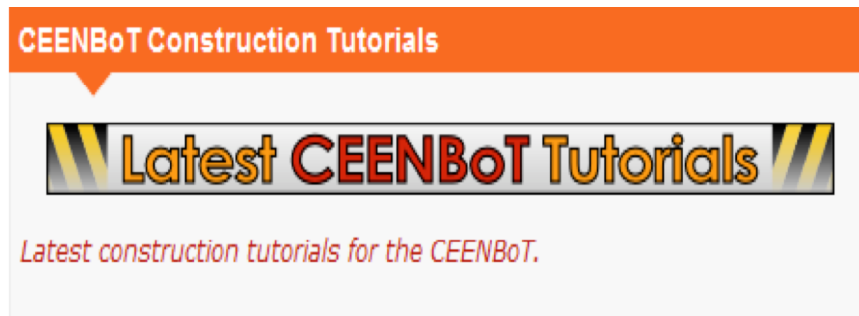 CEENBoT Construction Tutorials
Latest CEENBoT Tutorials
Latest construction tutorials for the CEENBoT.